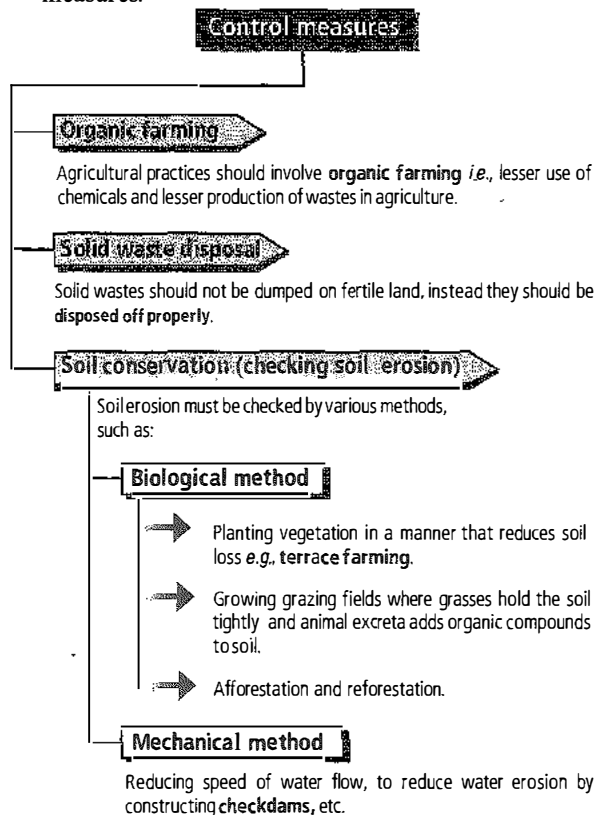 measures.
Control measures
Organic farming
Agricultural practices should involve organic farming i.e., lesser use of
chemicals and lesser production of wastes in agriculture.
Solid waste disposal
Solid wastes should not be dumped on fertile land, instead they should be
disposed off properly.
Soil conservation (checking soil erosion)
Soil erosion must be checked by various methods,
such as:
Biological method
Planting vegetation in a manner that reduces soil
loss e.g., terrace farming.
Growing grazing fields where grasses hold the soil
tightly and animal excreta adds organic compounds
to soil.
Afforestation and reforestation.
Mechanical method
Reducing speed of water flow, to reduce water erosion by
constructing checkdams, etc.